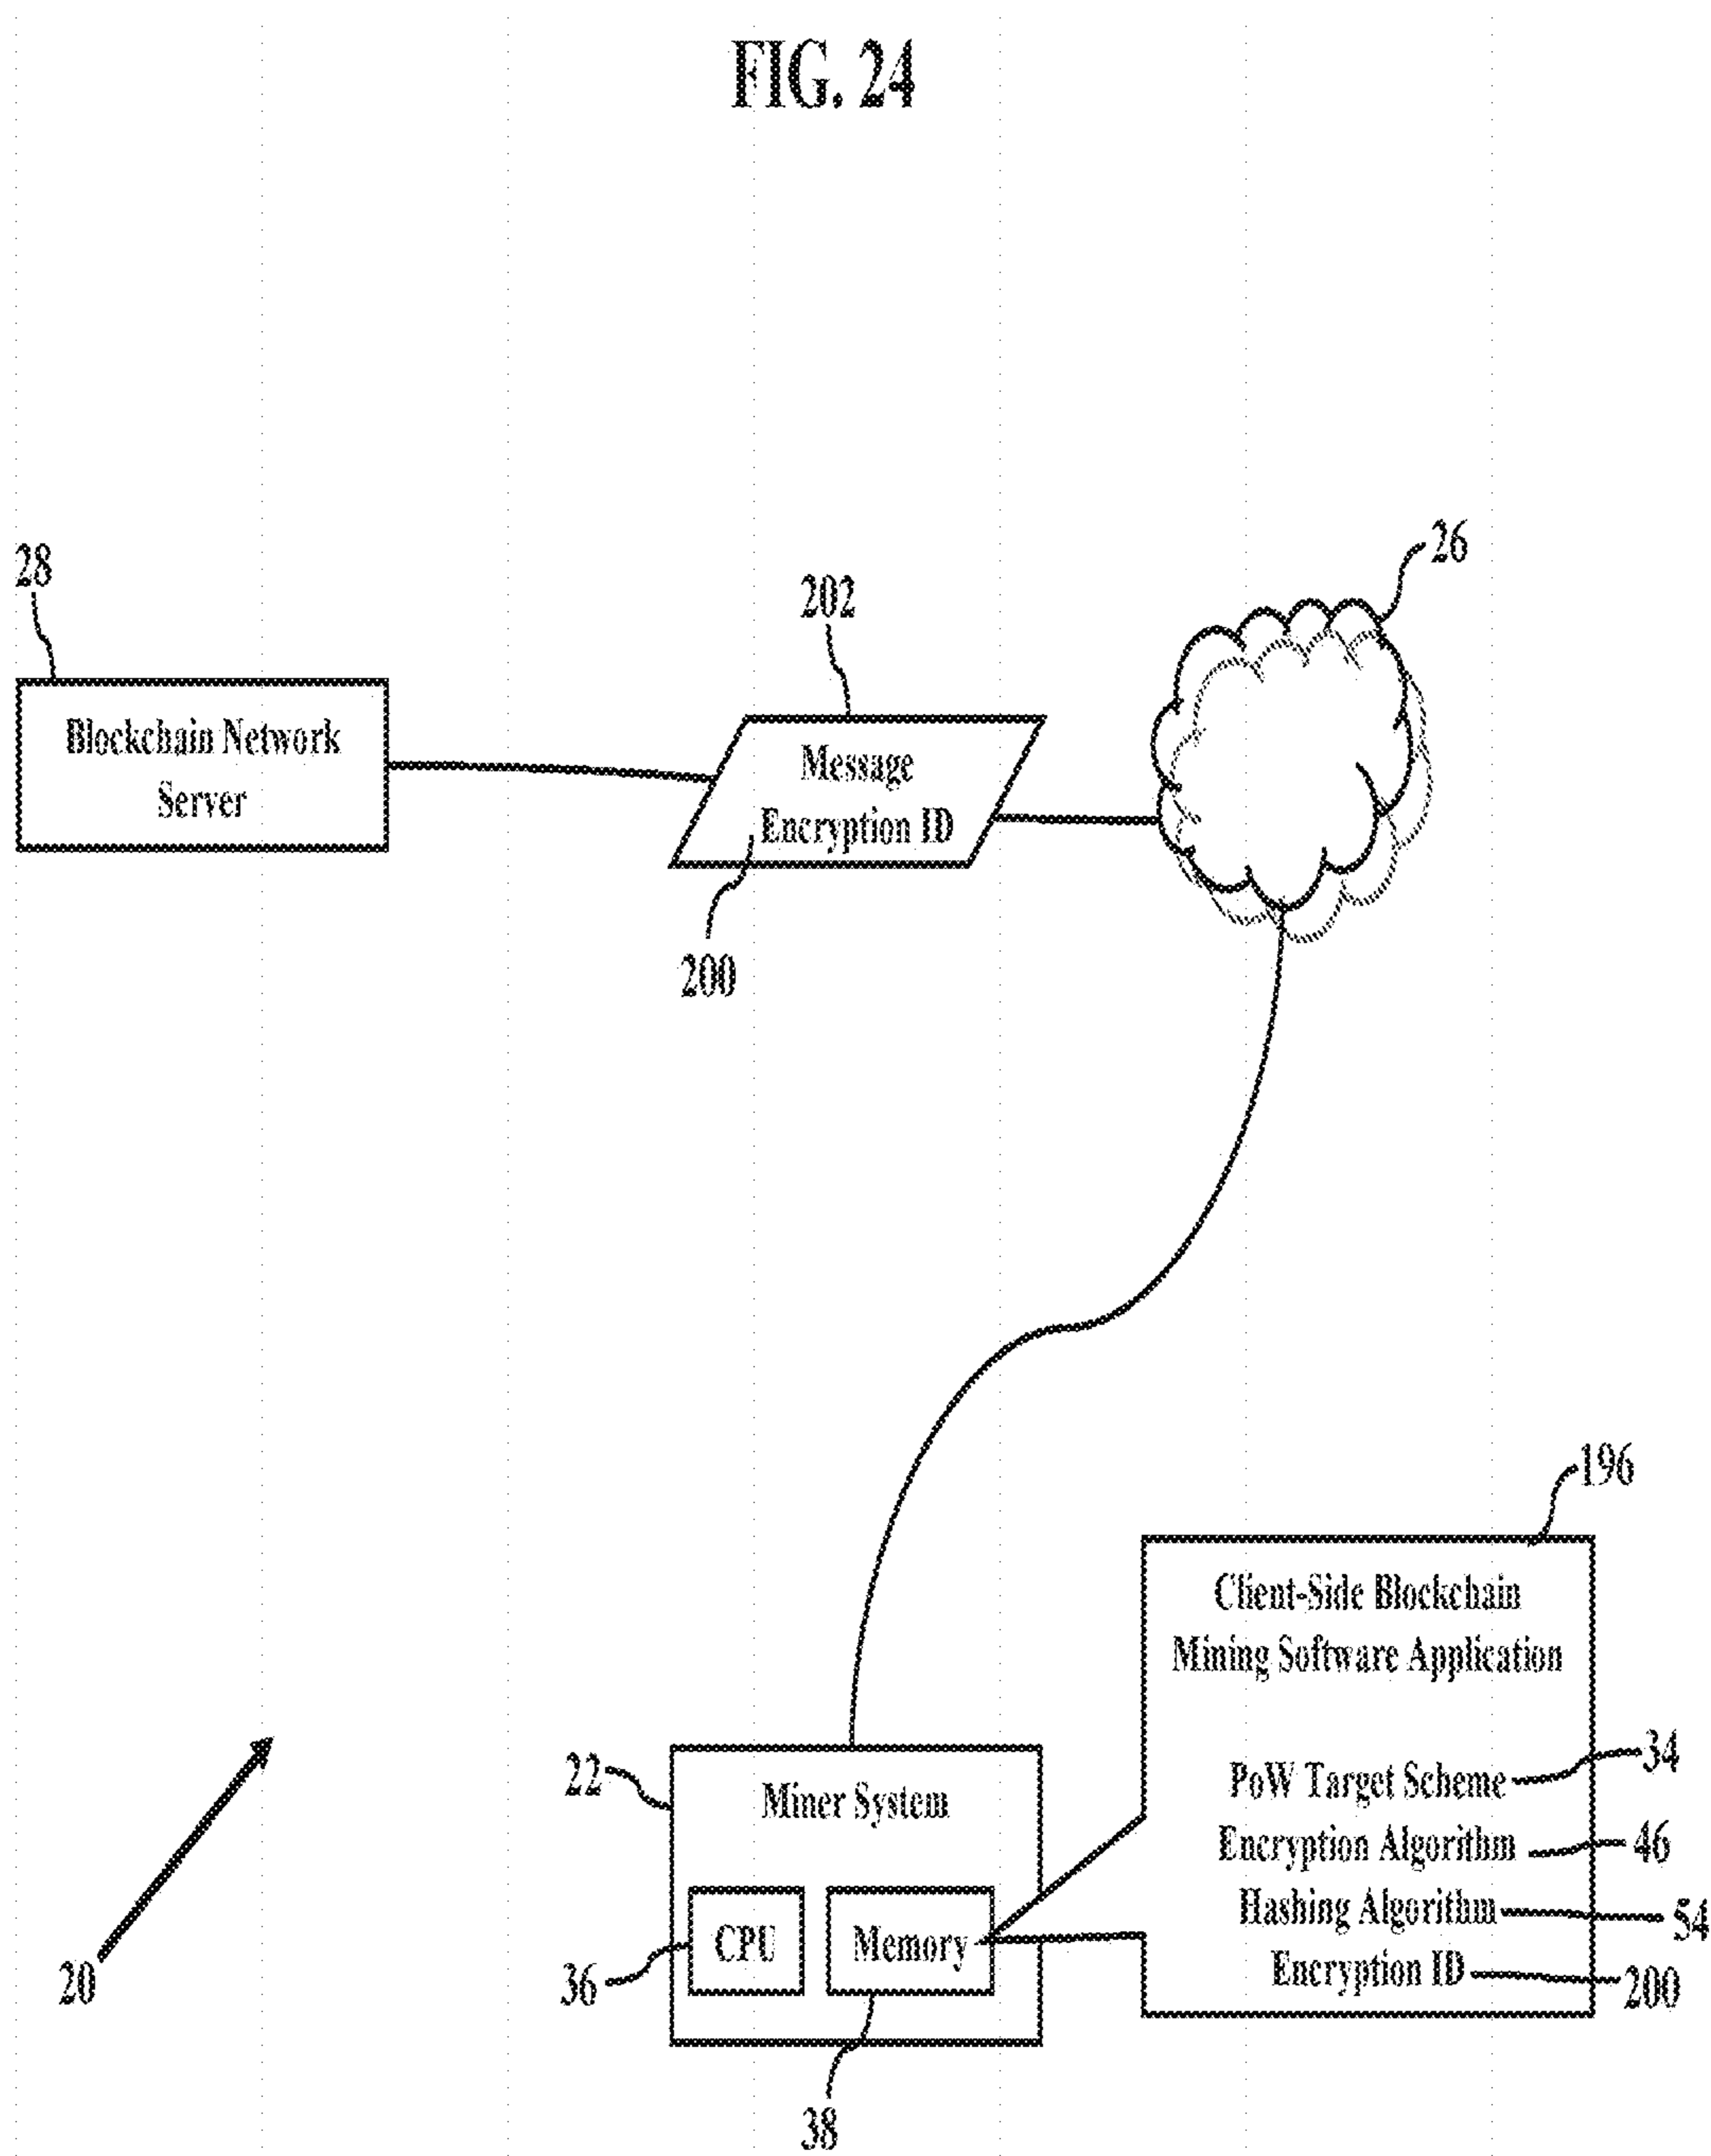 FIG. 24
28
26
202
Blockchain Network
Server
Message
Encryption ID
200
196
Client-Side Blockchain
Mining Software Application
22
Miner System
PoW Target Scheme
34
Encryption Algorithm
46
Hashing Algorithm
54
Encryption ID
200
CPU
Memory
36
20
38